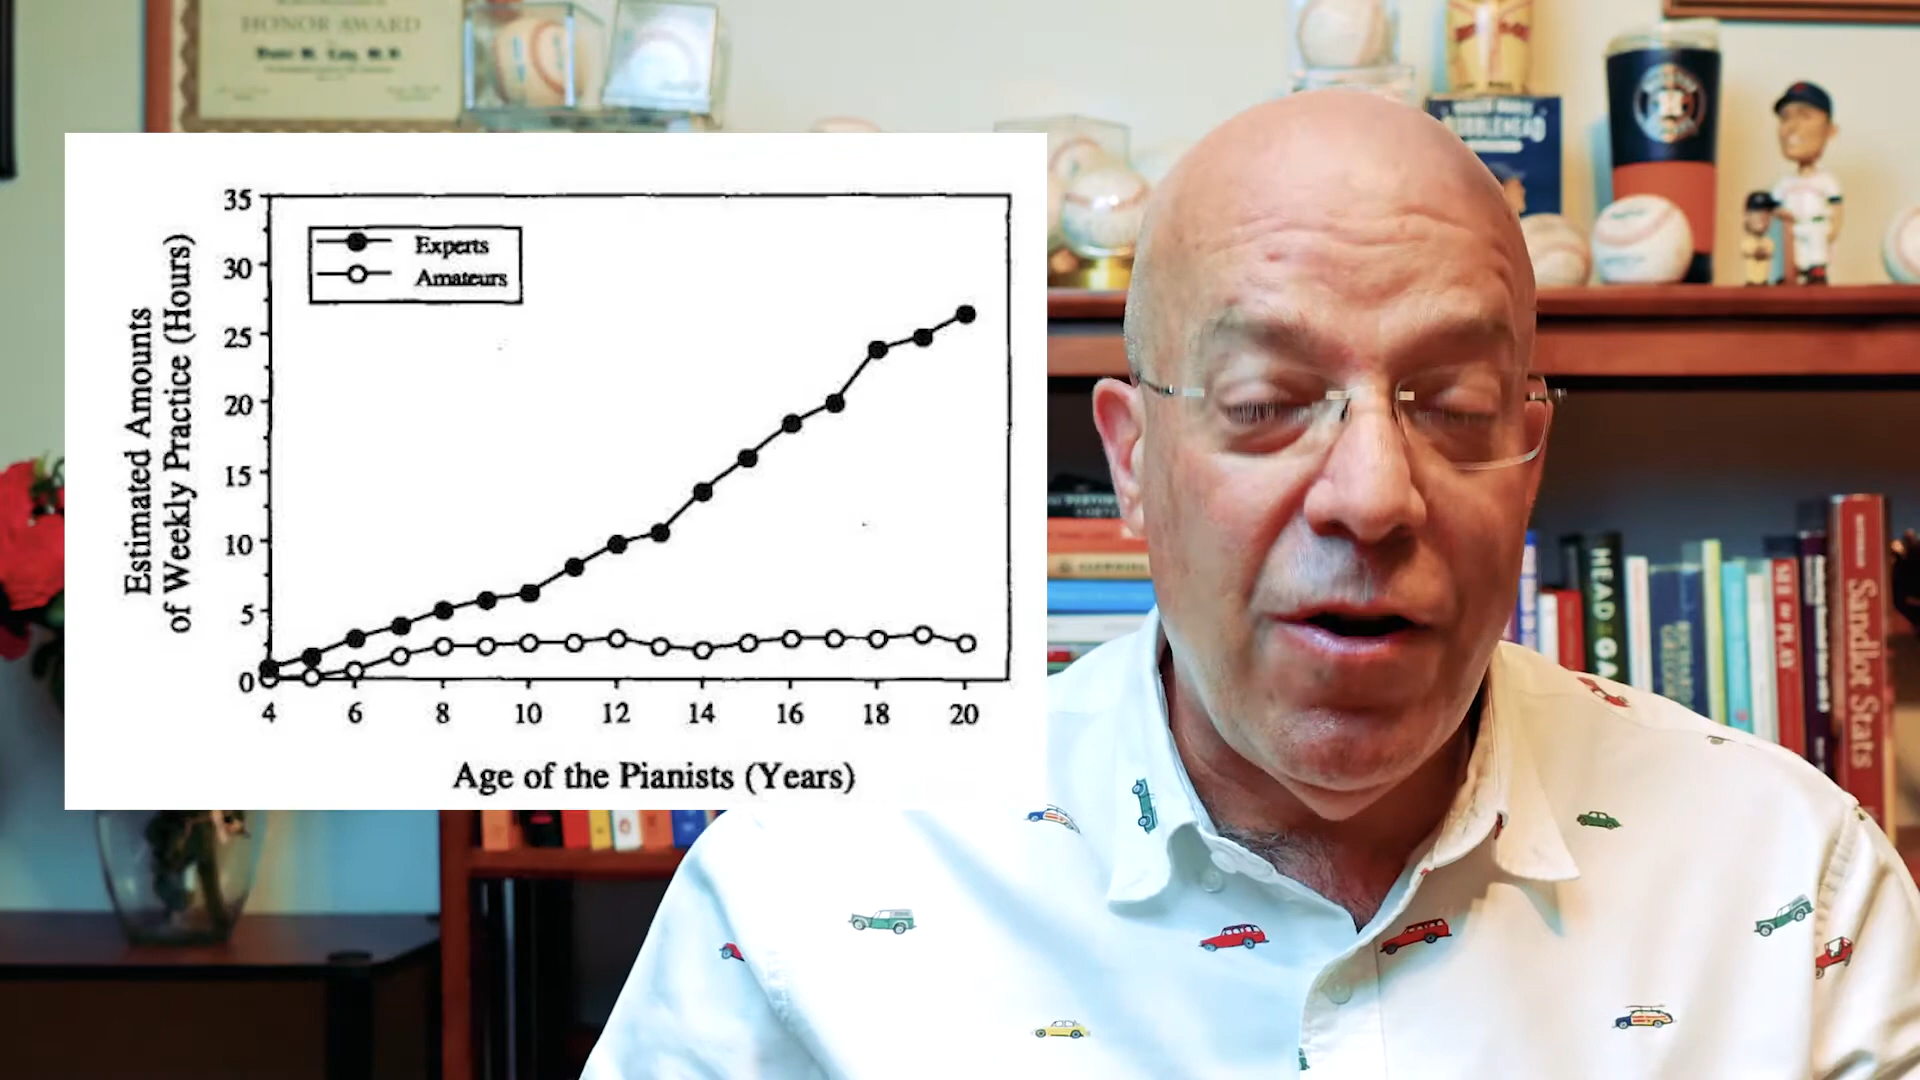 HONOR AWARD
BOBBLEHEAD
35
30
25
20
15
10
5
0
Experts
Amateurs
Estimated Amounts
of Weekly Practice (Hours)
4 6 8 10 12 14 16 18 20
Age of the Pianists (Years)
HEAD
Sandlot Stats